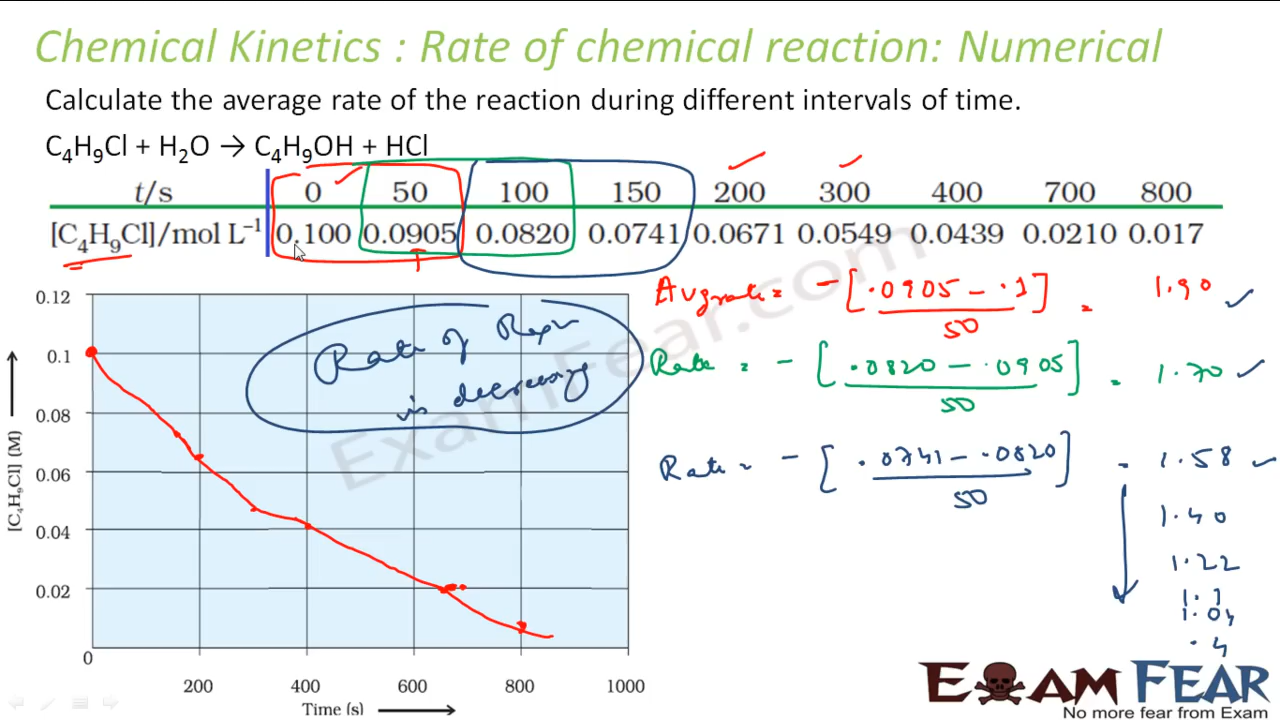 Chemical Kinetics : Rate of chemical reaction: Numerical
Calculate the average rate of the reaction during different intervals of time.
C₄H₉Cl + H₂O → C₄H₉OH + HCl
t/s 0 50 100 150 200 300 400 700 800
[C₄H₉Cl]/mol L⁻¹ 0.100 0.0905 0.0820 0.0741 0.0671 0.0549 0.0439 0.0210 0.017
Avg rate = - [.0905 - .1] / 50 = 1.90
Rate = - [.0820 - .0905] / 50 = 1.70
Rate = - [.0741 - .0820] / 50 = 1.58
1.40
1.22
1.1
1.04
.4
Rate of
is decreasing
ExamFear.com
[C₄H₉Cl] (M)
0.12
0.1
0.08
0.06
0.04
0.02
0
200 400 600 800 1000
Time (s)
EXAM FEAR
No more fear from Exam